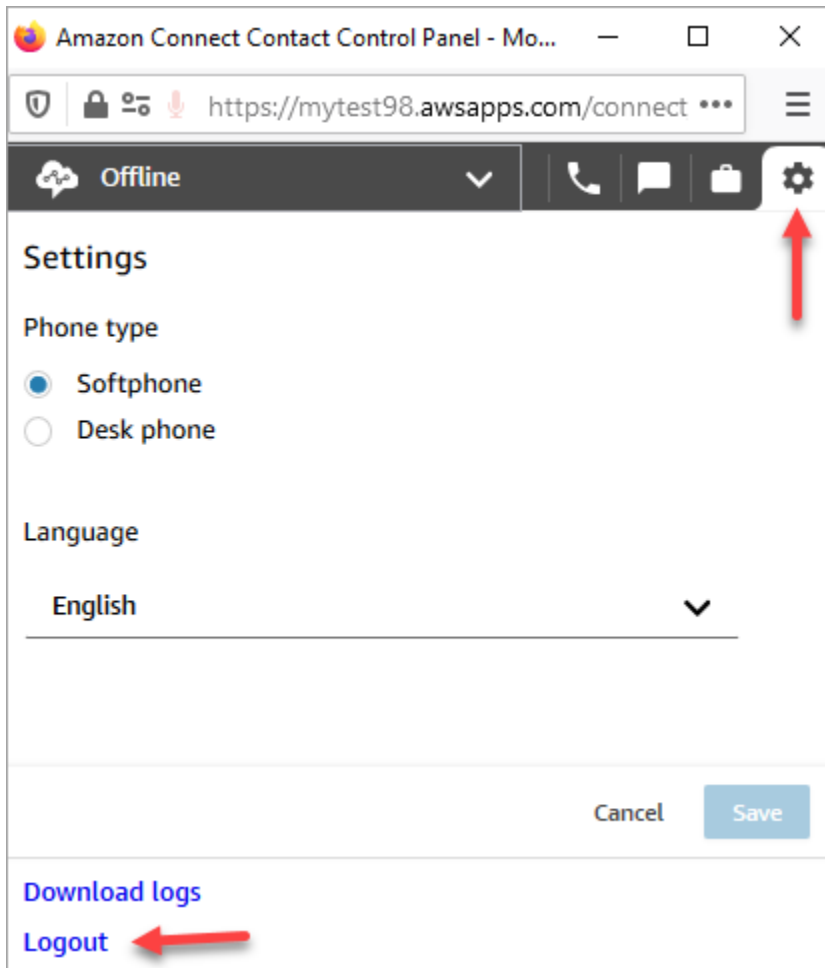 Amazon Connect Contact Control Panel - Mo...
https://mytest98.awsapps.com/connect
Offline
Settings
Phone type
Softphone
Desk phone
Language
English
Cancel Save
Download logs
Logout